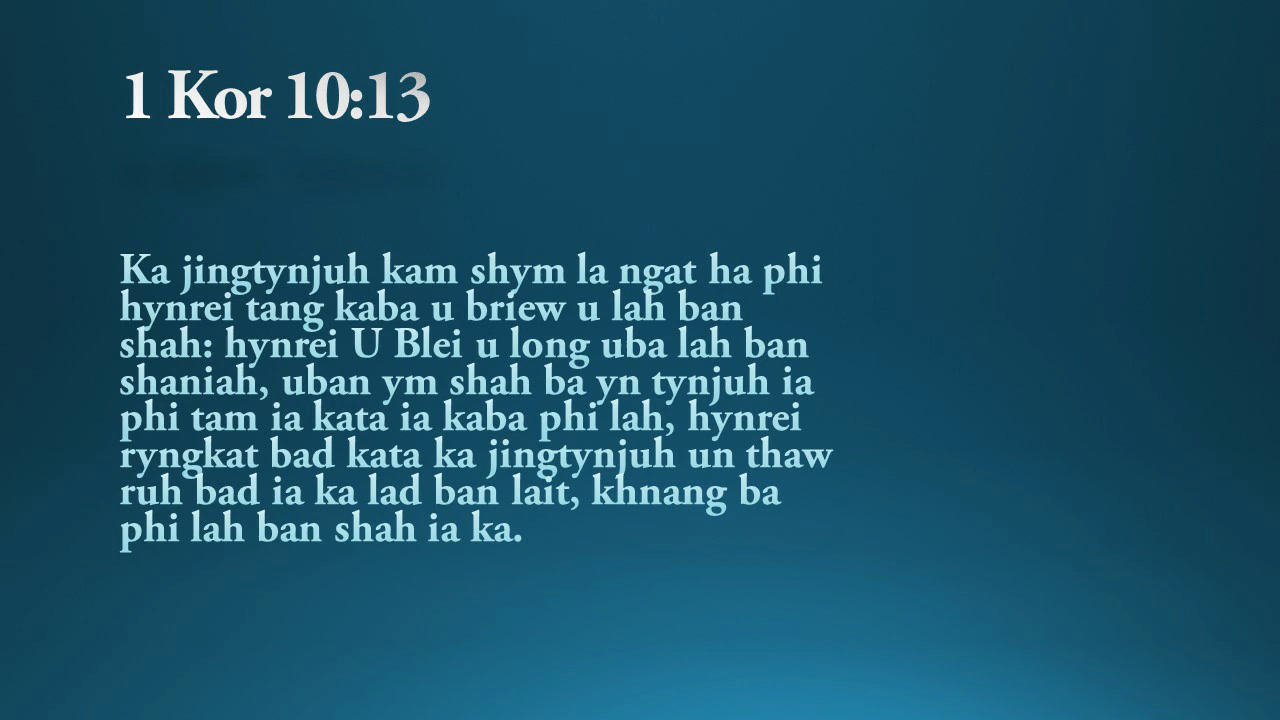 1 Kor 10:13
Ka jingtynjuh kam shym la ngat ha phi
hynrei tang kaba u briew u lah ban
shah: hynrei U Blei u long uba lah ban
shaniah, uban ym shah ba yn tynjuh ia
phi tam ia kata ia kaba phi lah, hynrei
ryngkat bad kata ka jingtynjuh un thaw
ruh bad ia ka lad ban lait, khnang ba
phi lah ban shah ia ka.